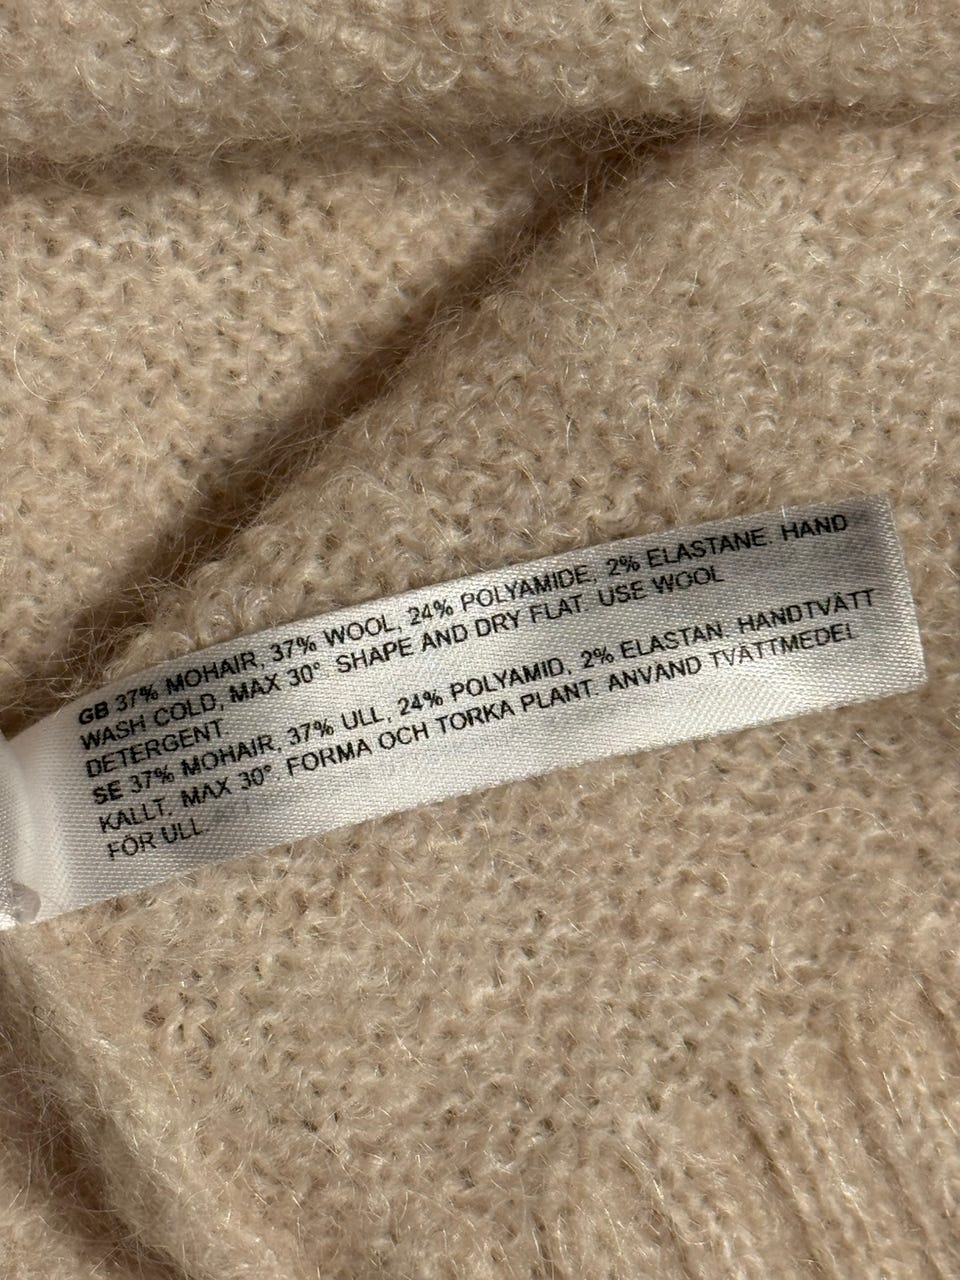 GB 37% MOHAIR, 37% WOOL, 24% POLYAMIDE, 2% ELASTANE. HAND
WASH COLD, MAX 30°. SHAPE AND DRY FLAT. USE WOOL
DETERGENT.
SE 37% MOHAIR, 37% ULL, 24% POLYAMID, 2% ELASTAN. HANDTVÄTT
KALLT, MAX 30°. FORMA OCH TORKA PLANT. ANVAND TVÄTTMEDEL
FÖR ULL.